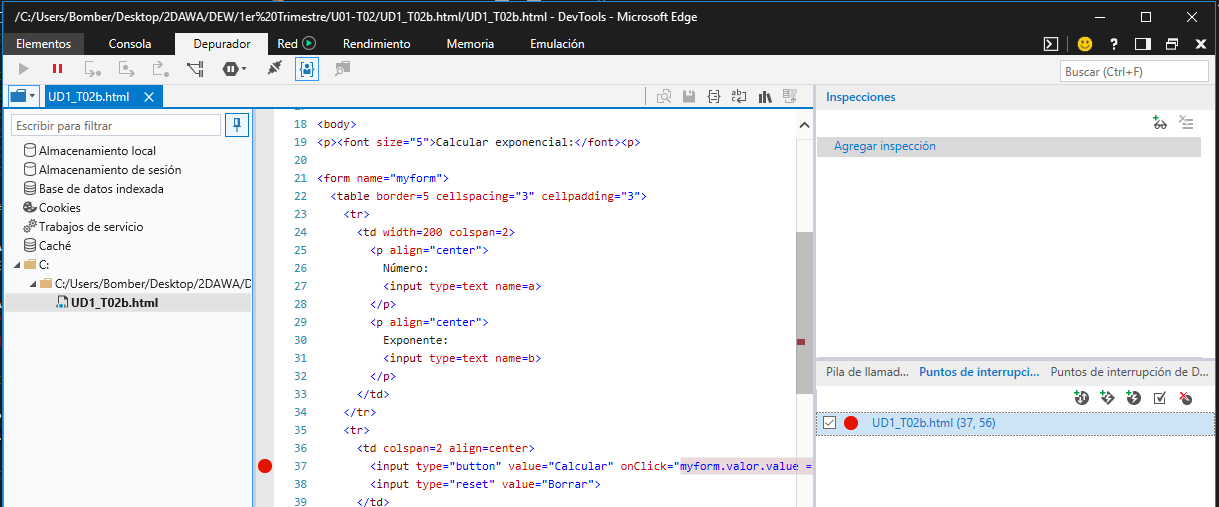 /C:/Users/Bomber/Desktop/2DAWA/DEW/1er%20Trimestre/U01-T02/UD1_T02b.html/UD1_T02b.html - DevTools - Microsoft Edge
Elementos Consola Depurador Red Rendimiento Memoria Emulación
Buscar (Ctrl+F)
UD1_T02b.html
Escribir para filtrar
Almacenamiento local
Almacenamiento de sesión
Base de datos indexada
Cookies
Trabajos de servicio
Caché
C:
C:/Users/Bomber/Desktop/2DAWA/D
UD1_T02b.html
18 <body>
19 <p><font size="5">Calcular exponencial:</font><p>
20
21 <form name="myform">
22 <table border=5 cellspacing="3" cellpadding="3">
23 <tr>
24 <td width=200 colspan=2>
25 <p align="center">
26 Número:
27 <input type=text name=a>
28 </p>
29 <p align="center">
30 Exponente:
31 <input type=text name=b>
32 </p>
33 </td>
34 </tr>
35 <tr>
36 <td colspan=2 align=center>
37 <input type="button" value="Calcular" onClick="myform.valor.value =
38 <input type="reset" value="Borrar">
39 </td>
Inspecciones
Agregar inspección
Pila de llamad... Puntos de interrupci... Puntos de interrupción de D...
UD1_T02b.html (37, 56)